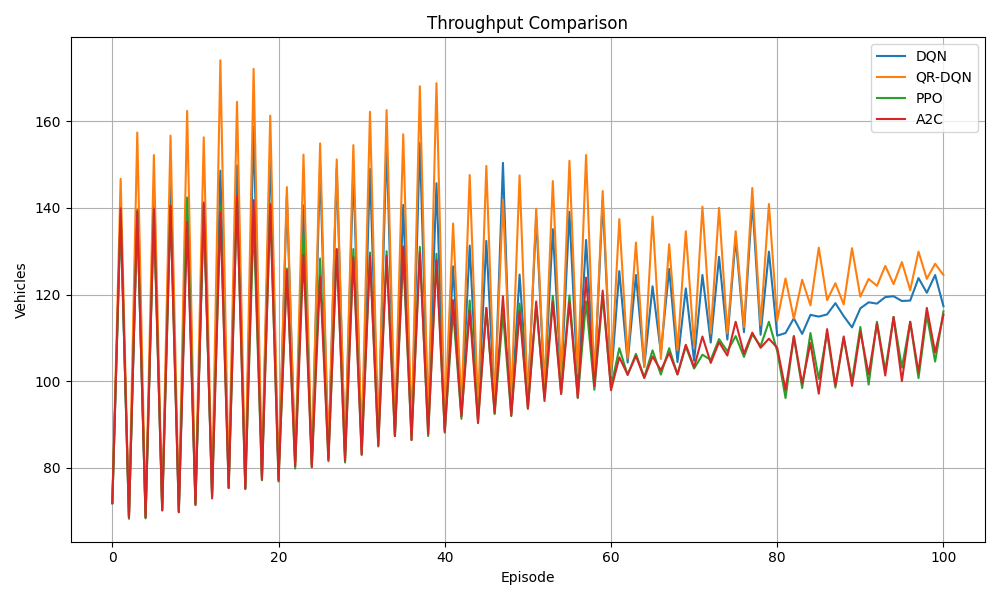 Throughput Comparison
DQN
QR-DQN
PPO
A2C
160
140
120
100
80
Vehicles
0 20 40 60 80 100
Episode